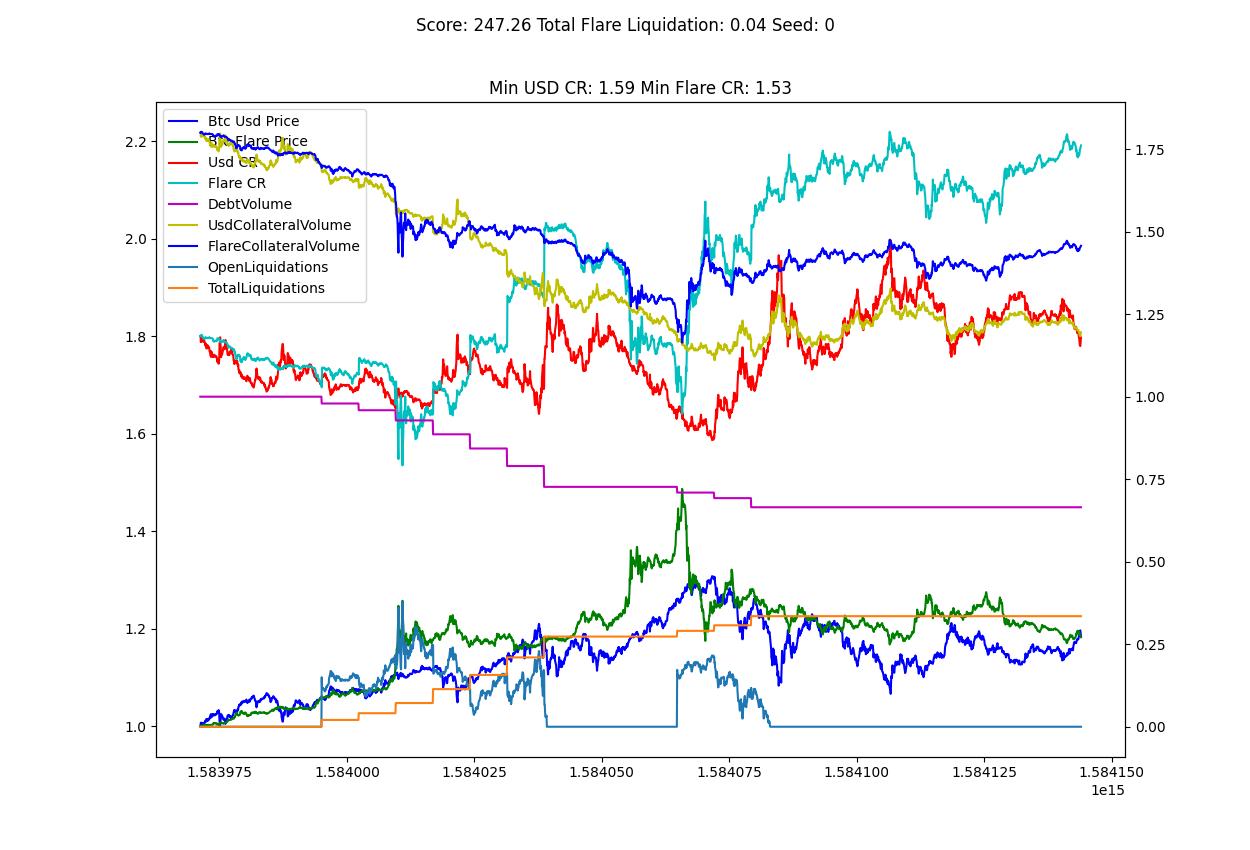 Score: 247.26 Total Flare Liquidation: 0.04 Seed: 0
Min USD CR: 1.59 Min Flare CR: 1.53
Btc Usd Price
Btc Flare Price
Usd CR
Flare CR
DebtVolume
UsdCollateralVolume
FlareCollateralVolume
OpenLiquidations
TotalLiquidations
2.2
2.0
1.8
1.6
1.4
1.2
1.0
1.75
1.50
1.25
1.00
0.75
0.50
0.25
0.00
1.583975
1.584000
1.584025
1.584050
1.584075
1.584100
1.584125
1.584150
1e15